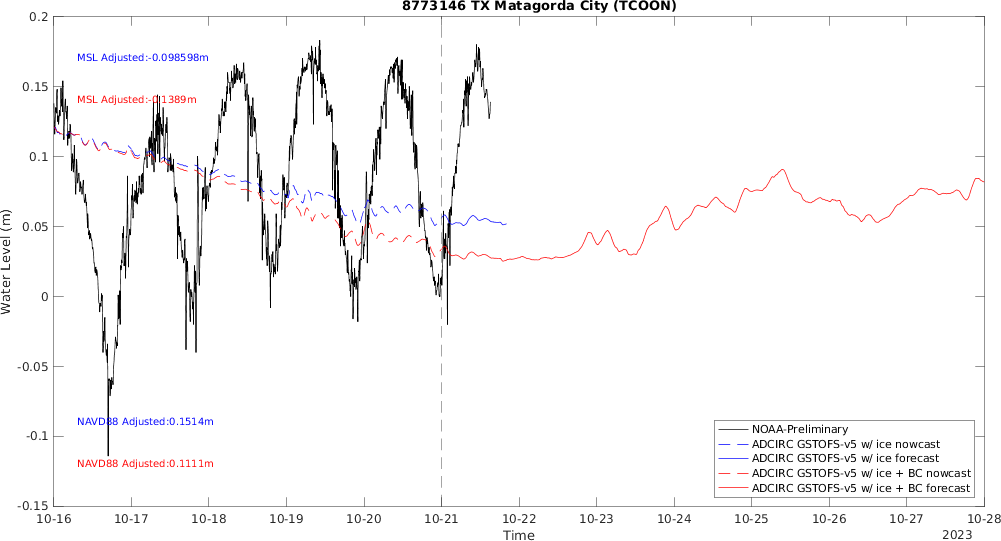 8773146 TX Matagorda City (TCOON)
0.2
0.15
0.1
0.05
0
-0.05
-0.1
-0.15
Water Level (m)
MSL Adjusted:-0.098598m
MSL Adjusted:-0.1389m
NAVD88 Adjusted:0.1514m
NAVD88 Adjusted:0.1111m
NOAA-Preliminary
ADCIRC GSTOFS-v5 w/ ice nowcast
ADCIRC GSTOFS-v5 w/ ice forecast
ADCIRC GSTOFS-v5 w/ ice + BC nowcast
ADCIRC GSTOFS-v5 w/ ice + BC forecast
10-16 10-17 10-18 10-19 10-20 10-21 10-22 10-23 10-24 10-25 10-26 10-27 10-28
Time
2023